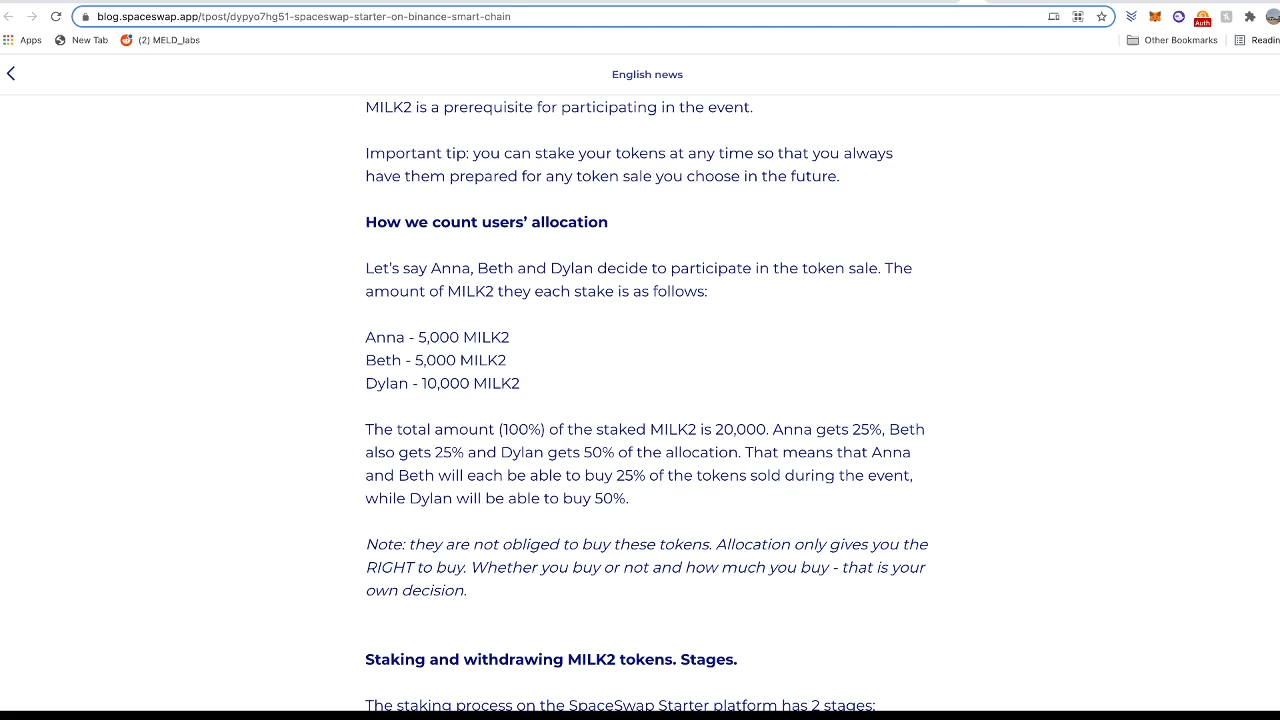 blog.spaceswap.app/tpost/dypyo7hg51-spaceswap-starter-on-binance-smart-chain
Auth
Apps New Tab (2) MELD_labs Other Bookmarks Readin
English news
MILK2 is a prerequisite for participating in the event.
Important tip: you can stake your tokens at any time so that you always
have them prepared for any token sale you choose in the future.
How we count users’ allocation
Let’s say Anna, Beth and Dylan decide to participate in the token sale. The
amount of MILK2 they each stake is as follows:
Anna - 5,000 MILK2
Beth - 5,000 MILK2
Dylan - 10,000 MILK2
The total amount (100%) of the staked MILK2 is 20,000. Anna gets 25%, Beth
also gets 25% and Dylan gets 50% of the allocation. That means that Anna
and Beth will each be able to buy 25% of the tokens sold during the event,
while Dylan will be able to buy 50%.
Note: they are not obliged to buy these tokens. Allocation only gives you the
RIGHT to buy. Whether you buy or not and how much you buy - that is your
own decision.
Staking and withdrawing MILK2 tokens. Stages.
The staking process on the SpaceSwap Starter platform has 2 stages: